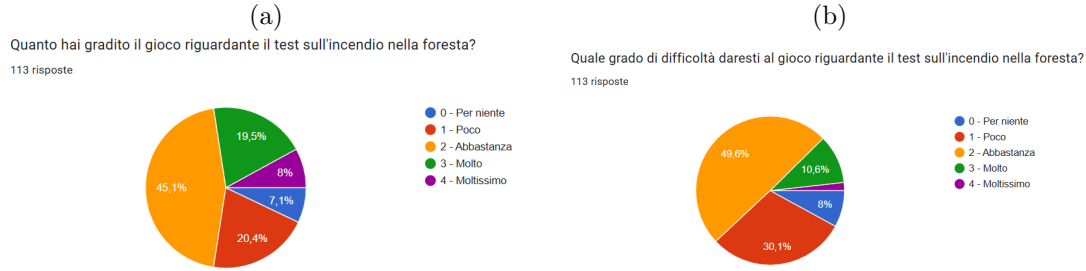 (a)
Quanto hai gradito il gioco riguardante il test sull'incendio nella foresta?
113 risposte
19,5%
8%
45,1%
7,1%
20,4%
0 - Per niente
1 - Poco
2 - Abbastanza
3 - Molto
4 - Moltissimo
(b)
Quale grado di difficoltà daresti al gioco riguardante il test sull'incendio nella foresta?
113 risposte
49,6%
10,6%
8%
30,1%
0 - Per niente
1 - Poco
2 - Abbastanza
3 - Molto
4 - Moltissimo